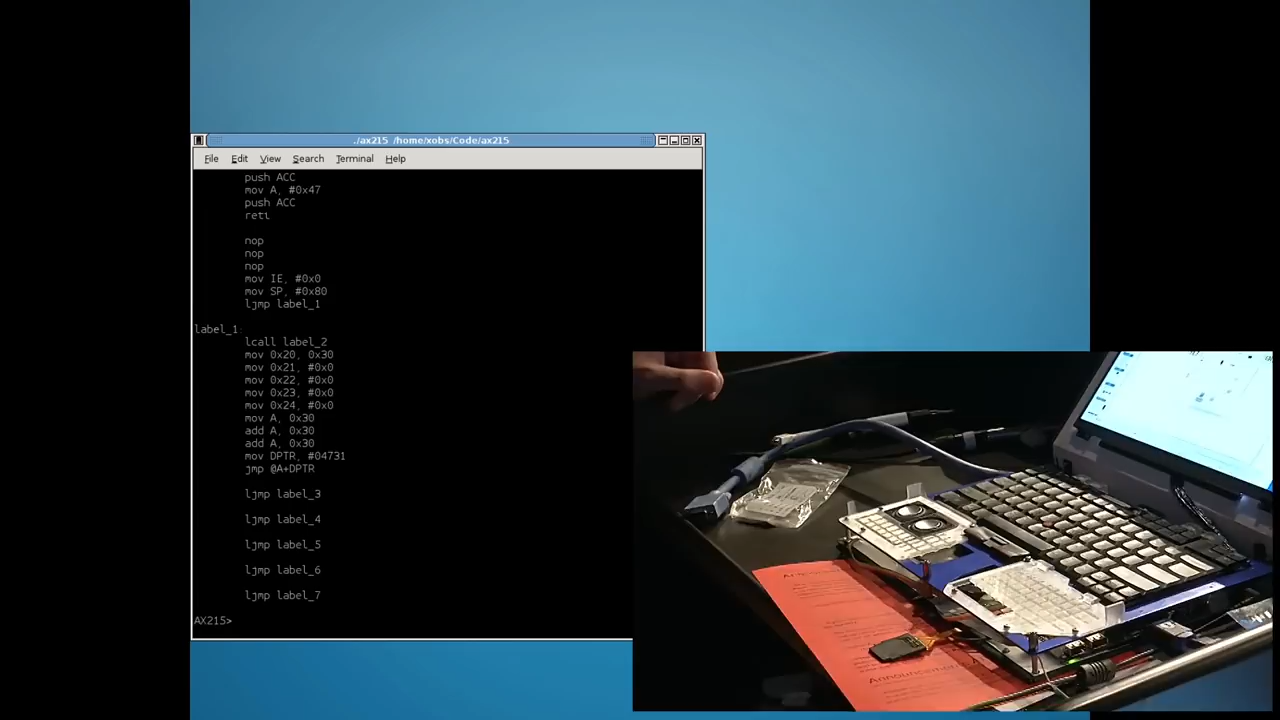 ./ax215 /home/xobs/Code/ax215
File Edit View Search Terminal Help
push ACC
mov A, #0x47
push ACC
reti
nop
nop
nop
mov IE, #0x0
mov SP, #0x80
ljmp label_1
label_1:
lcall label_2
mov 0x20, 0x30
mov 0x21, #0x0
mov 0x22, #0x0
mov 0x23, #0x0
mov 0x24, #0x0
mov A, 0x30
add A, 0x30
add A, 0x30
mov DPTR, #04731
jmp @A+DPTR
ljmp label_3
ljmp label_4
ljmp label_5
ljmp label_6
ljmp label_7
AX215>